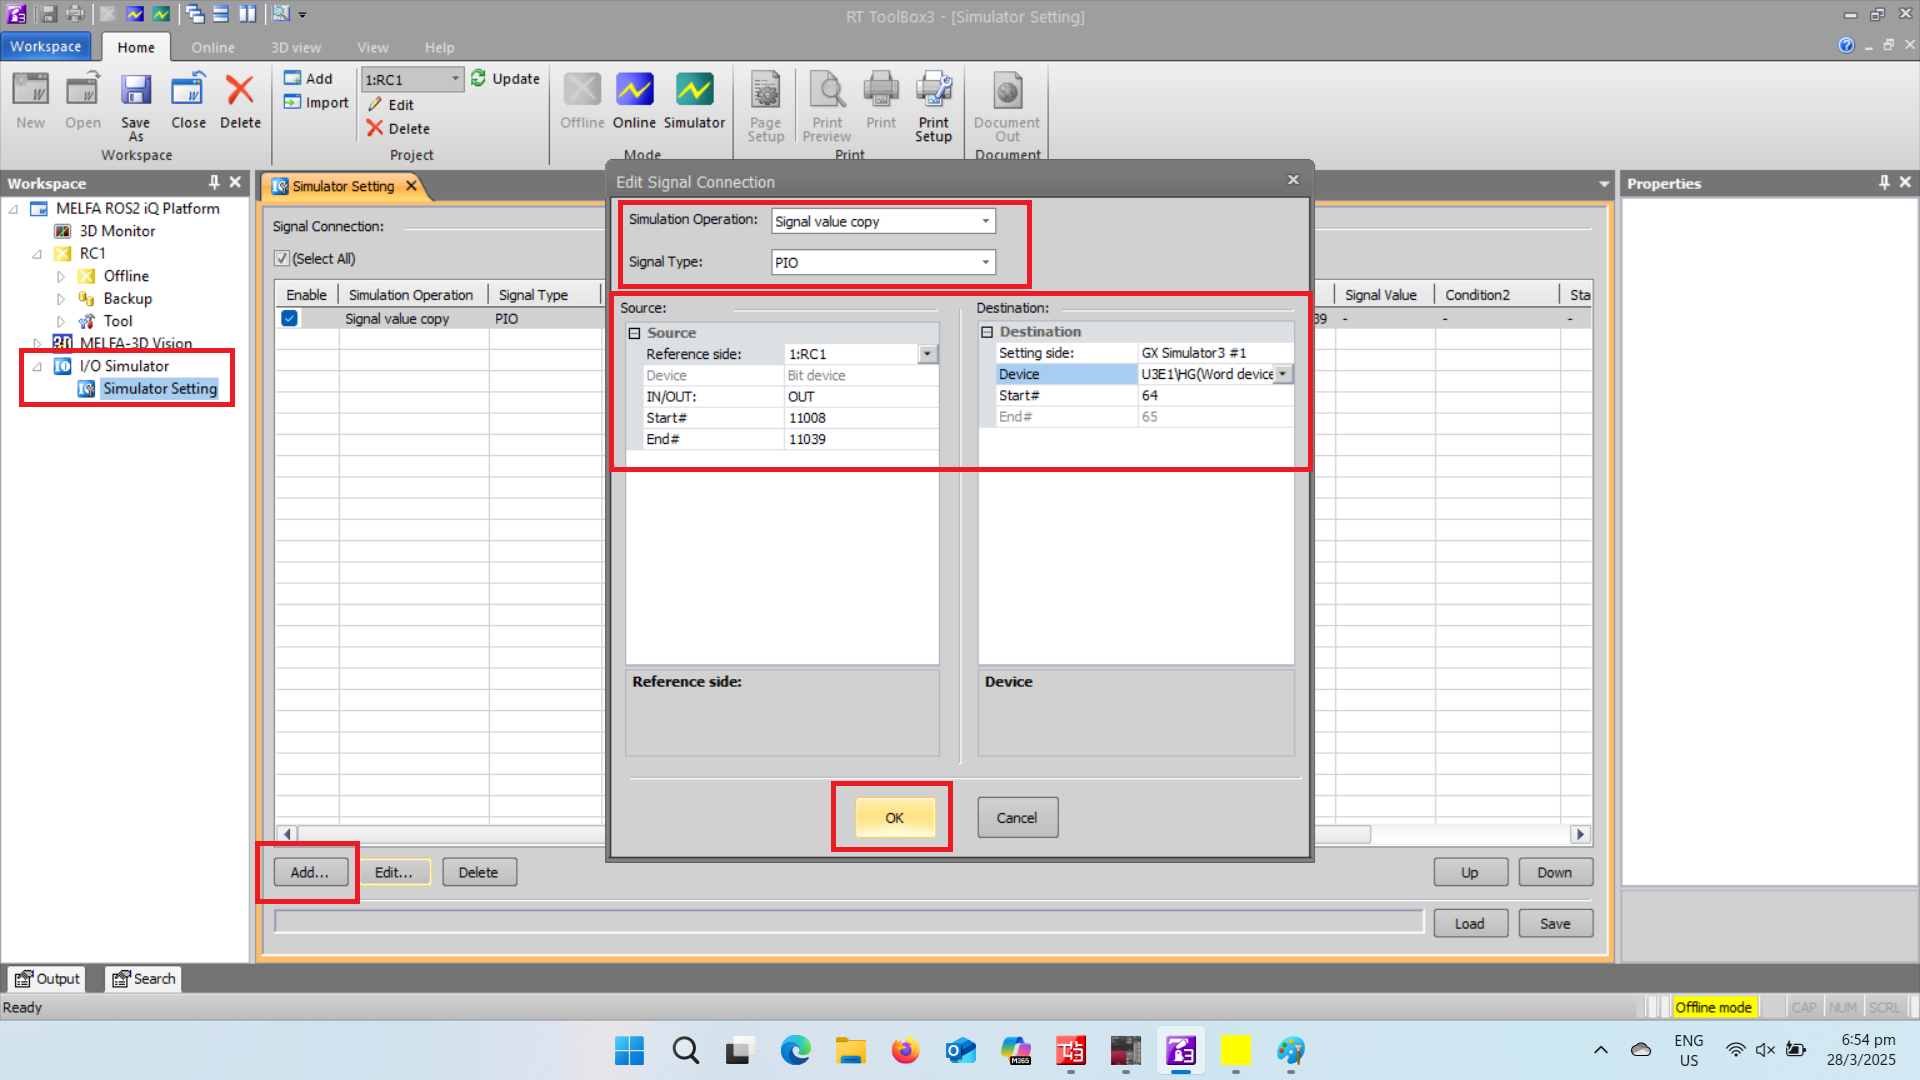 RT ToolBox3 - [Simulator Setting]
Workspace
Home
Online
3D view
View
Help
New
Open
Save As
Close
Delete
Workspace
Add
Import
1:RC1
Edit
Delete
Update
Project
Offline
Online
Simulator
Mode
Page Setup
Print Preview
Print
Print Setup
Print
Document Out
Document
Workspace
MELFA ROS2 iQ Platform
3D Monitor
RC1
Offline
Backup
Tool
MELFA-3D Vision
I/O Simulator
Simulator Setting
Simulator Setting
Signal Connection:
(Select All)
Enable
Simulation Operation
Signal Type
Signal Value
Condition2
Sta
Signal value copy
PIO
39
-
-
-
Edit Signal Connection
Simulation Operation:
Signal value copy
Signal Type:
PIO
Source:
Source
Reference side:
1:RC1
Device
Bit device
IN/OUT:
OUT
Start#
11008
End#
11039
Reference side:
Destination:
Destination
Setting side:
GX Simulator3 #1
Device
U3E1\HG(Word device
Start#
64
End#
65
Device
OK
Cancel
Add...
Edit...
Delete
Up
Down
Load
Save
Properties
Output
Search
Ready
Offline mode
CAP
NUM
SCRL
M365
ENG
US
6:54 pm
28/3/2025